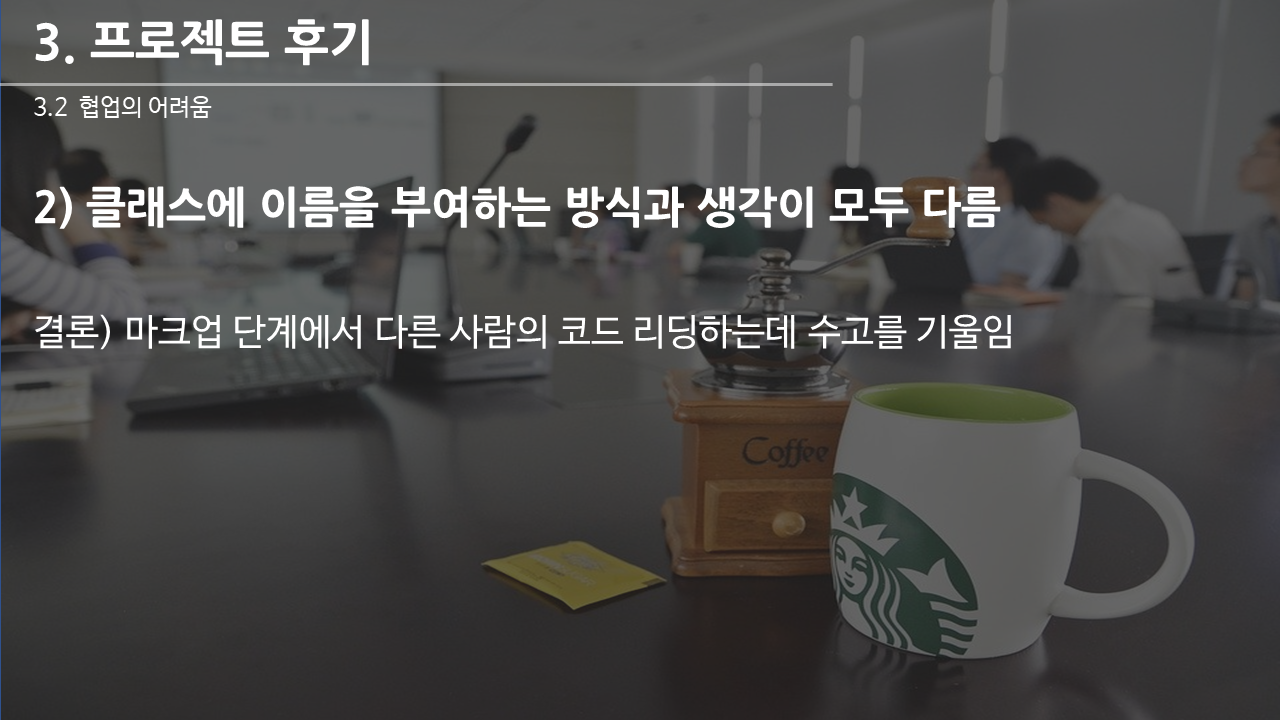 3. 프로젝트 후기
3.2 협업의 어려움
2) 클래스에 이름을 부여하는 방식과 생각이 모두 다름
결론) 마크업 단계에서 다른 사람의 코드 리딩하는데 수고를 기울임
Coffee